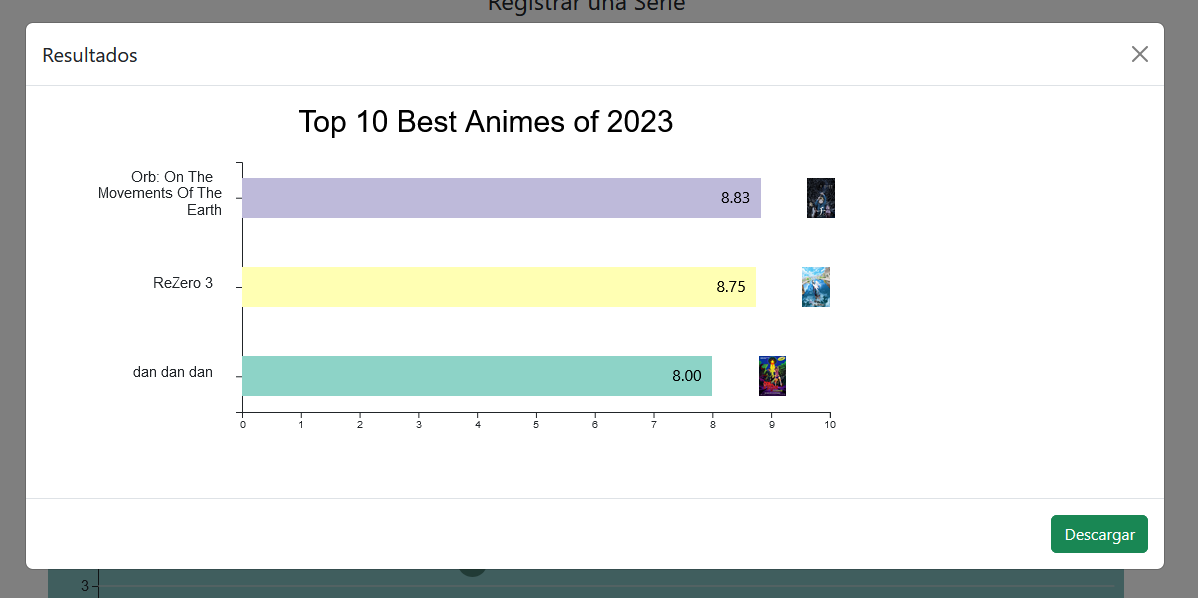 Registrar una Serie
Resultados
Top 10 Best Animes of 2023
Orb: On The
Movements Of The
Earth
8.83
ReZero 3
8.75
dan dan dan
8.00
0 1 2 3 4 5 6 7 8 9 10
Descargar
3